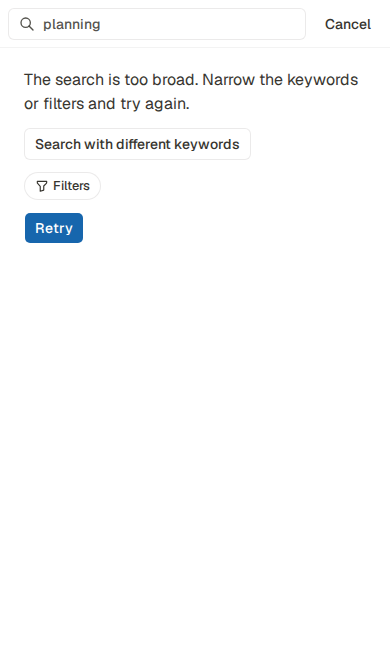 planning
Cancel
The search is too broad. Narrow the keywords
or filters and try again.
Search with different keywords
Filters
Retry